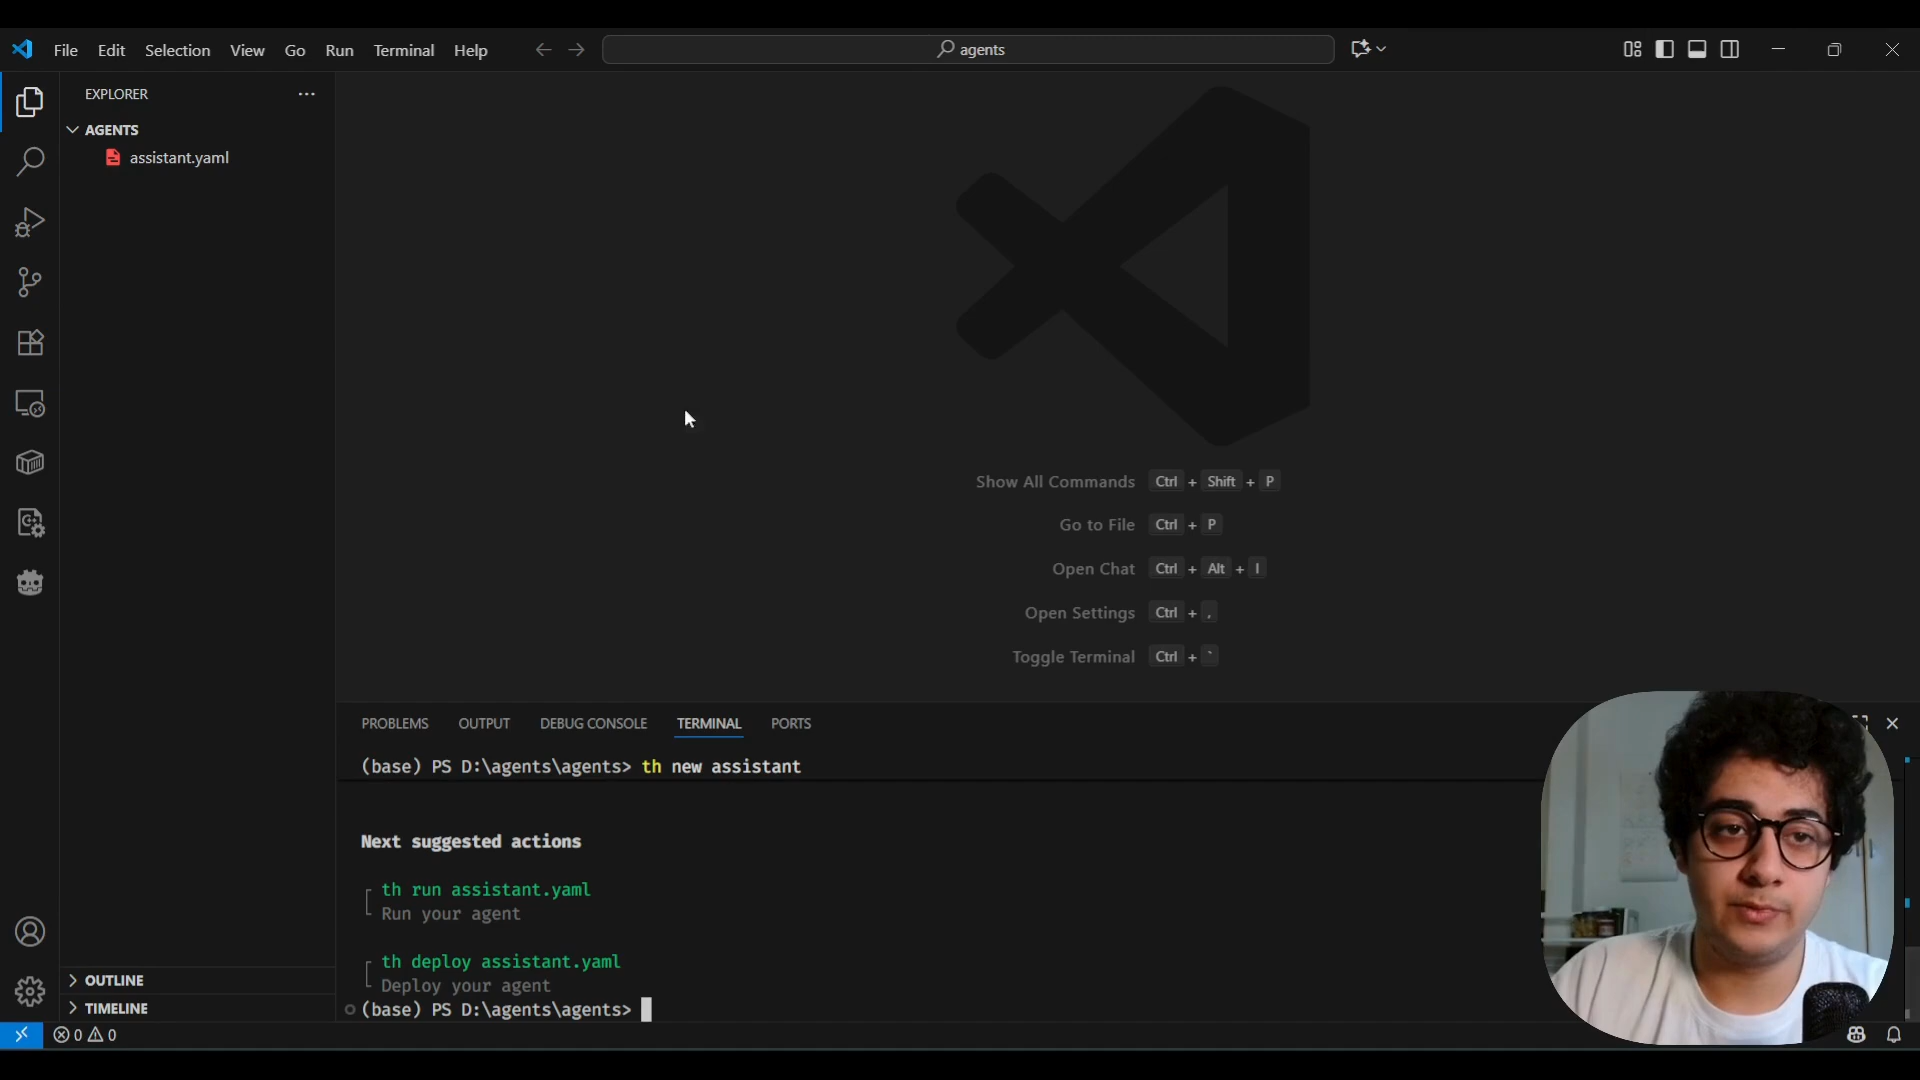 File Edit Selection View Go Run Terminal Help
agents
EXPLORER
AGENTS
assistant.yaml
Show All Commands Ctrl + Shift + P
Go to File Ctrl + P
Open Chat Ctrl + Alt + I
Open Settings Ctrl + ,
Toggle Terminal Ctrl + `
PROBLEMS OUTPUT DEBUG CONSOLE TERMINAL PORTS
(base) PS D:\agents\agents> th new assistant
Next suggested actions
th run assistant.yaml
Run your agent
th deploy assistant.yaml
Deploy your agent
(base) PS D:\agents\agents>
OUTLINE
TIMELINE
0 0